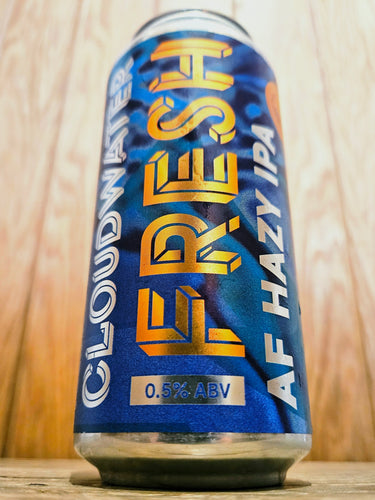 CLOUDWATER
FRESH
AF HAZY IPA
0.5% ABV